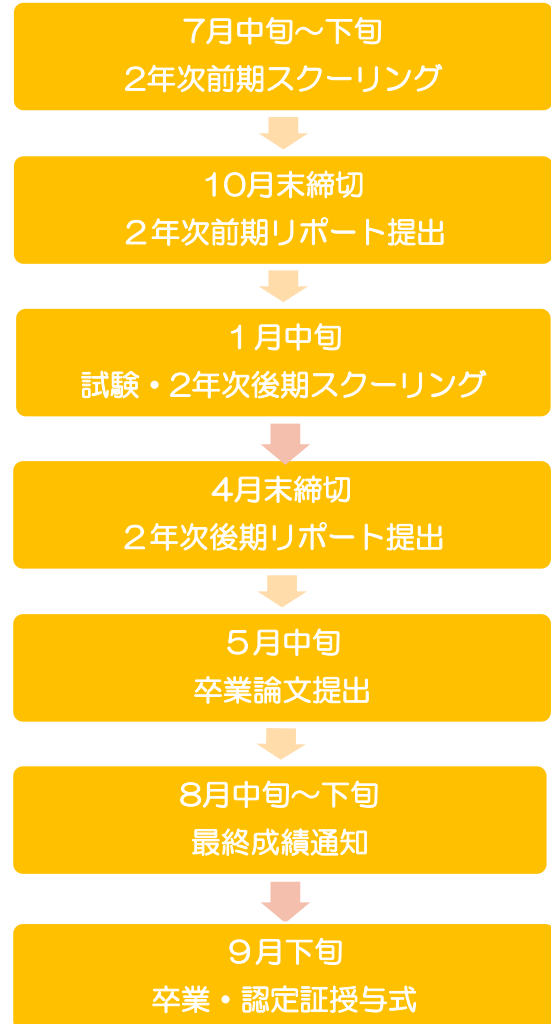 7月中旬～下旬
2年次前期スクーリング
10月末締切
２年次前期リポート提出
１月中旬
試験・2年次後期スクーリング
4月末締切
２年次後期リポート提出
５月中旬
卒業論文提出
8月中旬～下旬
最終成績通知
９月下旬
卒業・認定証授与式